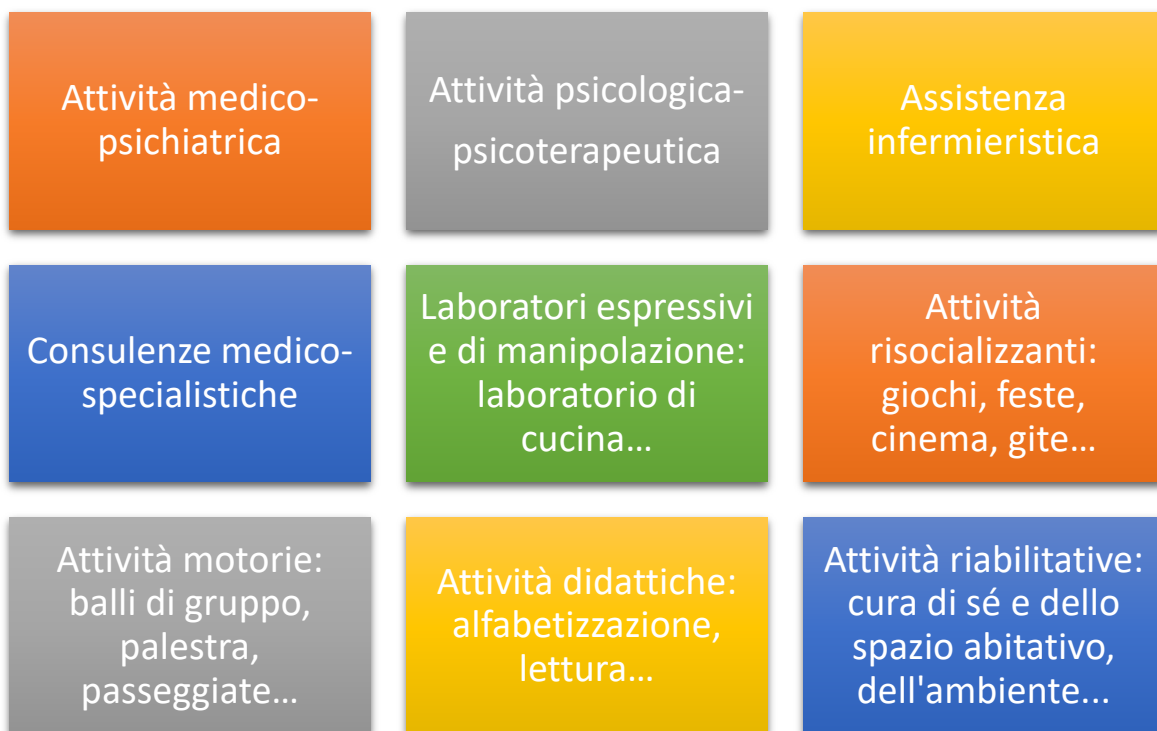 Attività medico-
psichiatrica
Attività psicologica-
psicoterapeutica
Assistenza
infermieristica
Consulenze medico-
specialistiche
Laboratori espressivi
e di manipolazione:
laboratorio di
cucina...
Attività
risocializzanti:
giochi, feste,
cinema, gite...
Attività motorie:
balli di gruppo,
palestra,
passeggiate...
Attività didattiche:
alfabetizzazione,
lettura...
Attività riabilitative:
cura di sé e dello
spazio abitativo,
dell'ambiente...